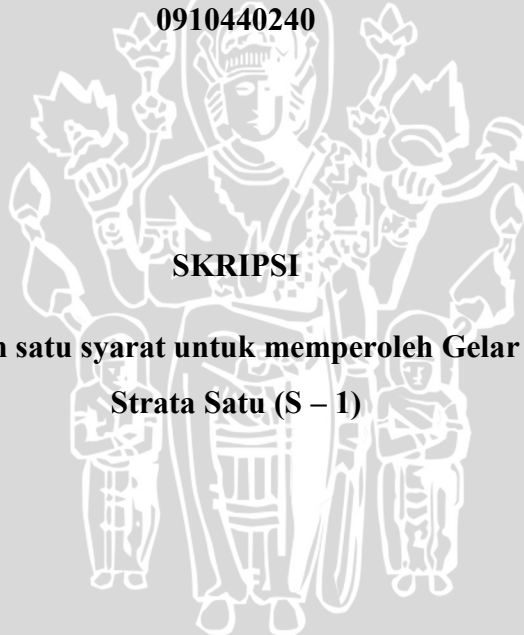 0910440240
SKRIPSI
satu syarat untuk memperoleh Gelar
Strata Satu (S – 1)